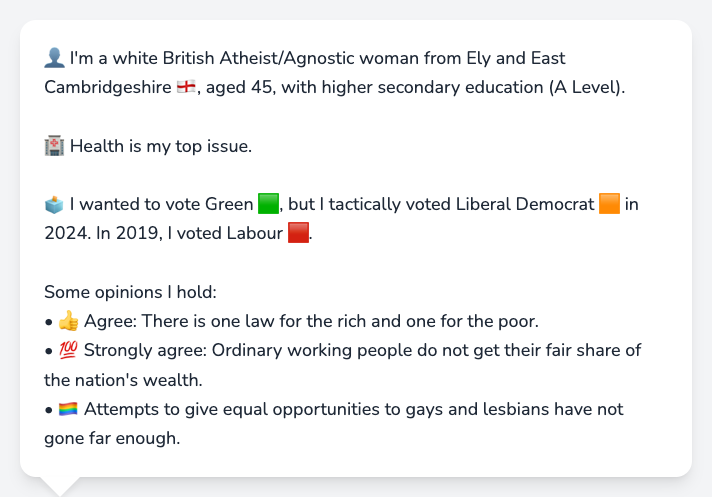 👤 I'm a white British Atheist/Agnostic woman from Ely and East
Cambridgeshire 🏴󠁧󠁢󠁥󠁮󠁧󠁿, aged 45, with higher secondary education (A Level).
🏥 Health is my top issue.
🗳️ I wanted to vote Green 🟩, but I tactically voted Liberal Democrat 🟧 in
2024. In 2019, I voted Labour 🟥.
Some opinions I hold:
• 👍 Agree: There is one law for the rich and one for the poor.
• 💯 Strongly agree: Ordinary working people do not get their fair share of
the nation's wealth.
• 🏳️‍🌈 Attempts to give equal opportunities to gays and lesbians have not
gone far enough.